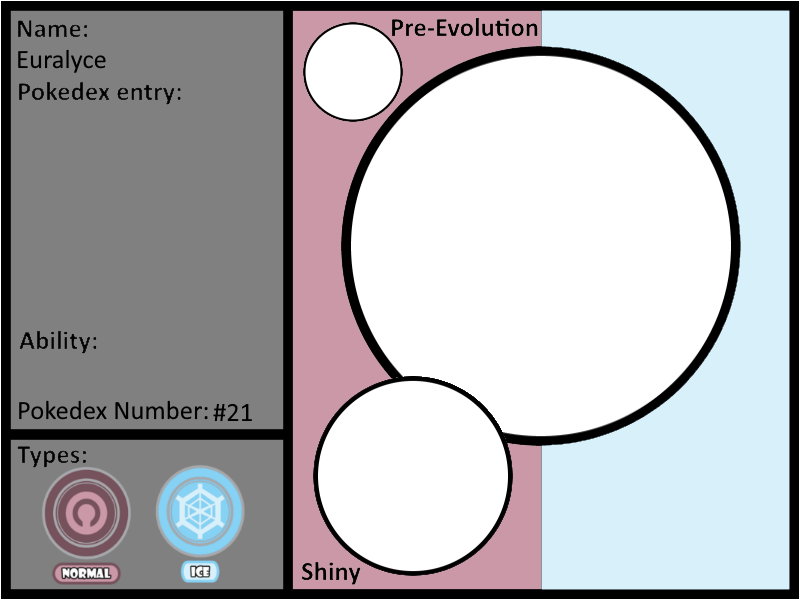 Name:
Euralyce
Pokedex entry:
Ability:
Pokedex Number: #21
Types:
NORMAL
ICE
Pre-Evolution
Shiny